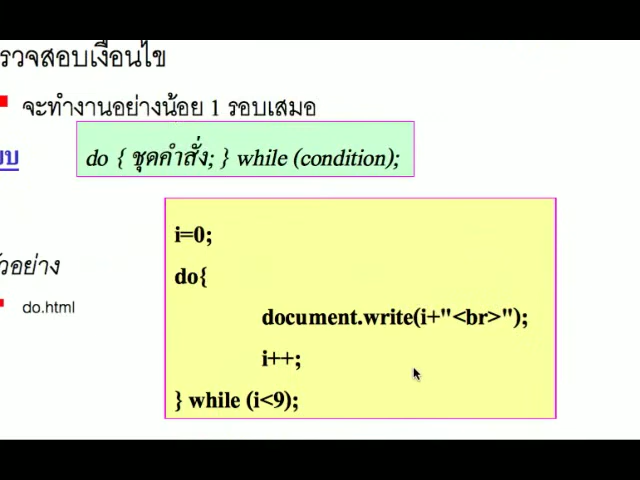 รวจสอบเงื่อนไข
จะทำงานอย่างน้อย 1 รอบเสมอ
บบ
do { ชุดคำสั่ง; } while (condition);
i=0;
do{
document.write(i+"<br>");
i++;
} while (i<9);
ัวอย่าง
do.html